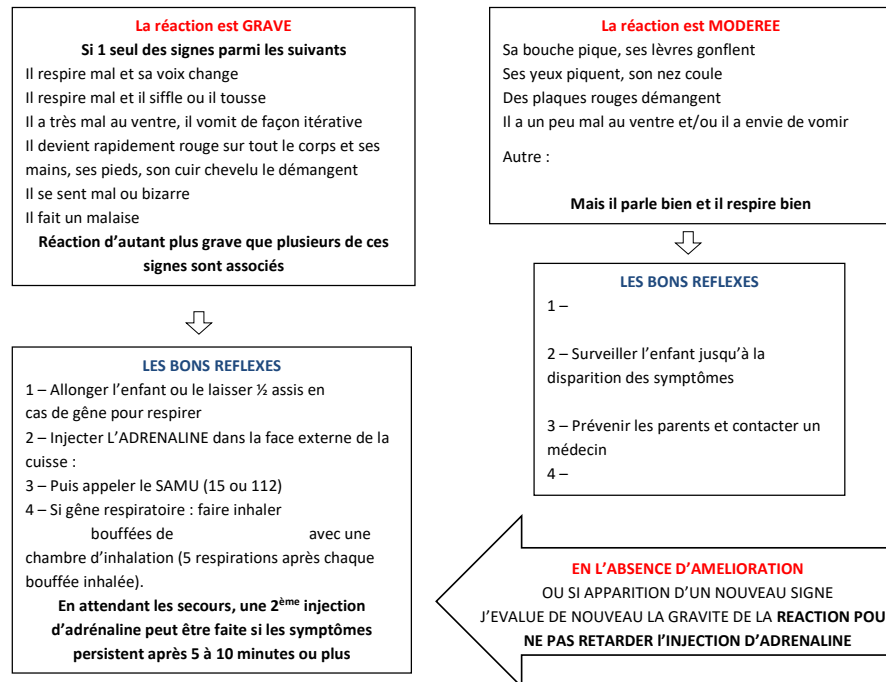 La réaction est GRAVE
Si 1 seul des signes parmi les suivants
Il respire mal et sa voix change
Il respire mal et il siffle ou il tousse
Il a très mal au ventre, il vomit de façon itérative
Il devient rapidement rouge sur tout le corps et ses
mains, ses pieds, son cuir chevelu le démangent
Il se sent mal ou bizarre
Il fait un malaise
Réaction d'autant plus grave que plusieurs de ces
signes sont associés
LES BONS REFLEXES
1 – Allonger l'enfant ou le laisser ½ assis en
cas de gêne pour respirer
2 – Injecter L'ADRENALINE dans la face externe de la
cuisse :
3 – Puis appeler le SAMU (15 ou 112)
4 – Si gêne respiratoire : faire inhaler
bouffées de avec une
chambre d'inhalation (5 respirations après chaque
bouffée inhalée).
En attendant les secours, une 2ème injection
d'adrénaline peut être faite si les symptômes
persistent après 5 à 10 minutes ou plus
La réaction est MODEREE
Sa bouche pique, ses lèvres gonflent
Ses yeux piquent, son nez coule
Des plaques rouges démangent
Il a un peu mal au ventre et/ou il a envie de vomir
Autre :
Mais il parle bien et il respire bien
LES BONS REFLEXES
1 –
2 – Surveiller l'enfant jusqu'à la
disparition des symptômes
3 – Prévenir les parents et contacter un
médecin
4 –
EN L'ABSENCE D'AMELIORATION
OU SI APPARITION D'UN NOUVEAU SIGNE
J'EVALUE DE NOUVEAU LA GRAVITE DE LA REACTION POU
NE PAS RETARDER l'INJECTION D'ADRENALINE